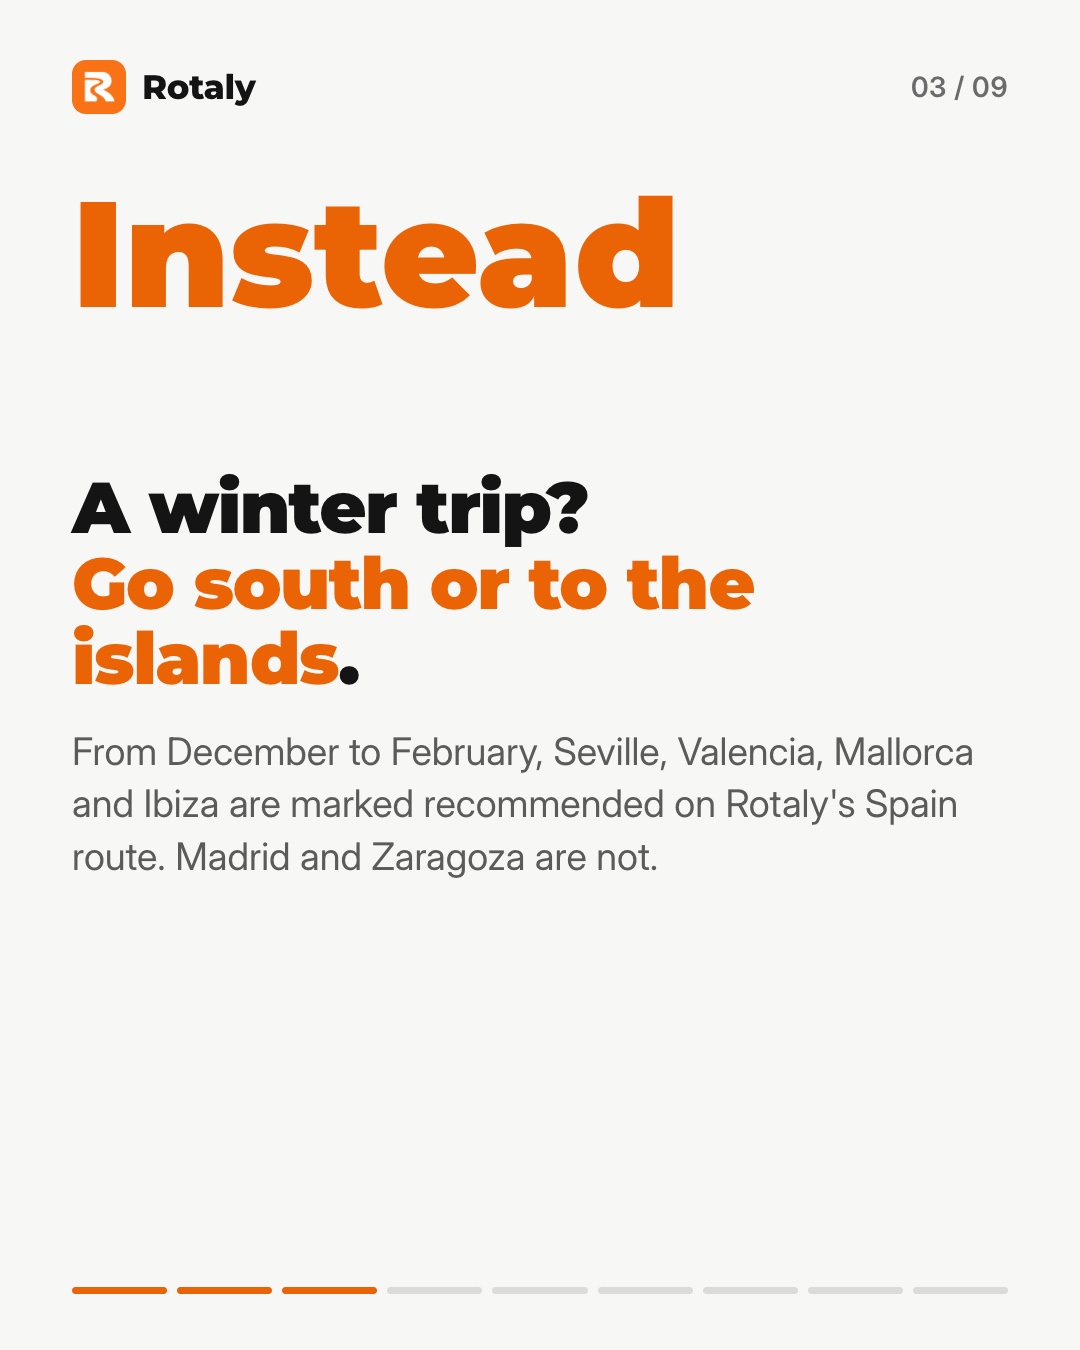 Rotaly
03 / 09
Instead
A winter trip?
Go south or to the
islands.
From December to February, Seville, Valencia, Mallorca
and Ibiza are marked recommended on Rotaly's Spain
route. Madrid and Zaragoza are not.